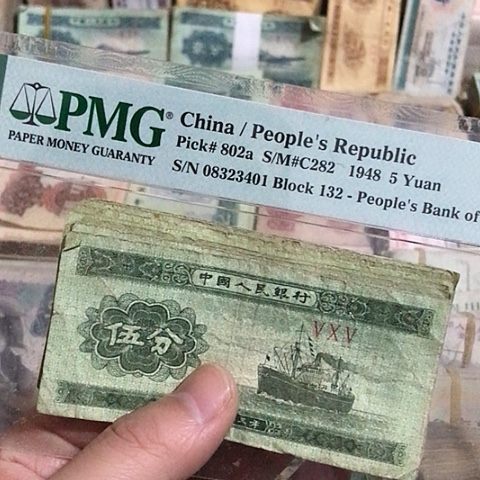 PMG®
PAPER MONEY GUARANTY
China / People's Republic
Pick# 802a S/M#C282 1948 5 Yuan
S/N 08323401 Block 132 - People's Bank of
中國人民銀行
VXV
伍分